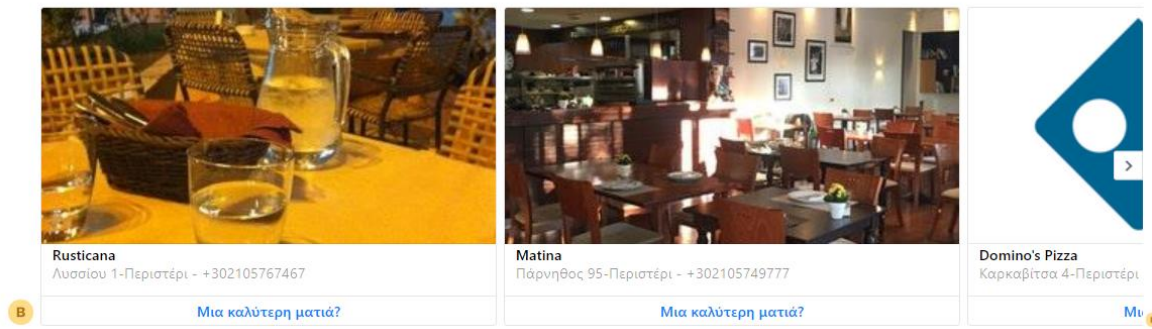 Rusticana
Λυσσίου 1-Περιστέρι - +302105767467
Μια καλύτερη ματιά?
Matina
Πάρνηθος 95-Περιστέρι - +302105749777
Μια καλύτερη ματιά?
Domino's Pizza
Καρκαβίτσα 4-Περιστέρι
B